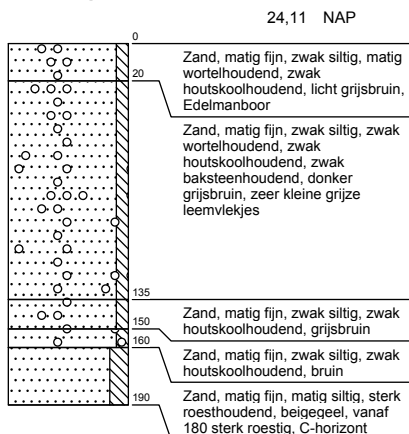 24,11 NAP
0
Zand, matig fijn, zwak siltig, matig
wortelhoudend, zwak
houtskoolhoudend, licht grijsbruin,
Edelmanboor
20
Zand, matig fijn, zwak siltig, zwak
wortelhoudend, zwak
houtskoolhoudend, zwak
baksteenhoudend, donker
grijsbruin, zeer kleine grijze
leemvlekjes
135
Zand, matig fijn, zwak siltig, zwak
houtskoolhoudend, grijsbruin
150
Zand, matig fijn, zwak siltig, zwak
houtskoolhoudend, bruin
160
Zand, matig fijn, matig siltig, sterk
roesthoudend, beigegeel, vanaf
180 sterk roestig, C-horizont
190